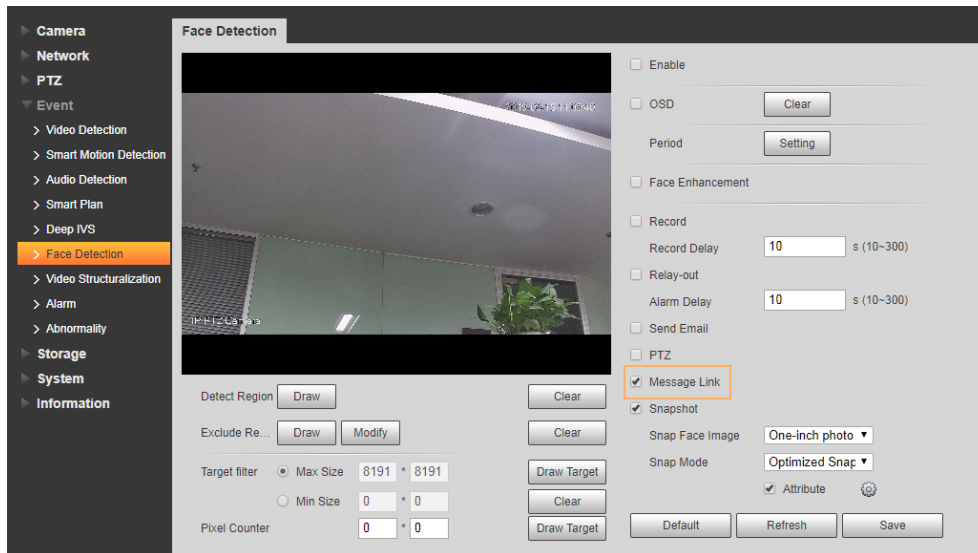 Camera
Network
PTZ
Event
Video Detection
Smart Motion Detection
Audio Detection
Smart Plan
Deep IVS
Face Detection
Video Structuralization
Alarm
Abnormality
Storage
System
Information
Face Detection
IP PTZ Camera
Detect Region Draw Clear
Exclude Re... Draw Modify Clear
Target filter Max Size 8191 * 8191 Draw Target
Min Size 0 * 0 Clear
Pixel Counter 0 * 0 Draw Target
Enable
OSD Clear
Period Setting
Face Enhancement
Record
Record Delay 10 s (10~300)
Relay-out
Alarm Delay 10 s (10~300)
Send Email
PTZ
Message Link
Snapshot
Snap Face Image One-inch photo
Snap Mode Optimized Snap
Attribute
Default Refresh Save